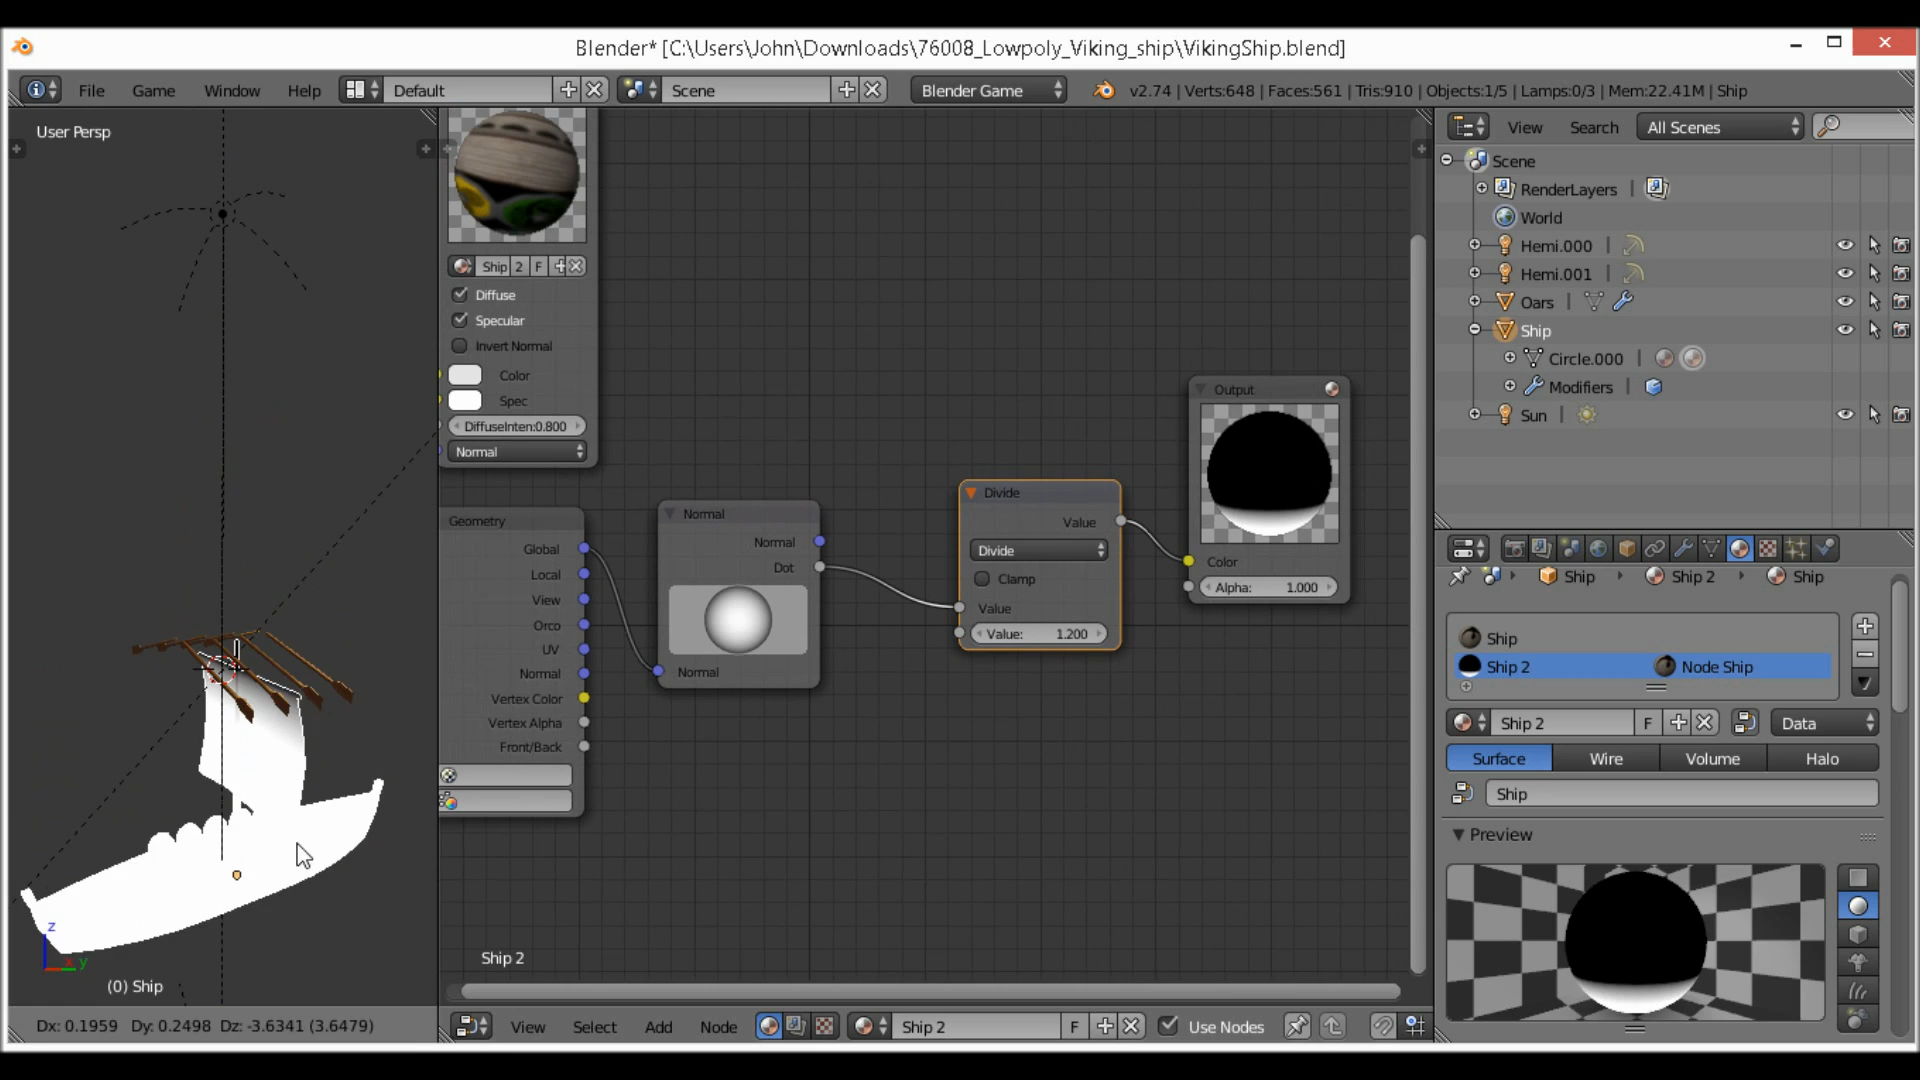 Blender* [C:\Users\John\Downloads\76008_Lowpoly_Viking_ship\VikingShip.blend]
File Game Window Help Default Scene Blender Game v2.74 | Verts:648 | Faces:561 | Tris:910 | Objects:1/5 | Lamps:0/3 | Mem:22.41M | Ship
User Persp
View Search All Scenes
Scene
RenderLayers
World
Hemi.000
Hemi.001
Oars
Ship
Circle.000
Modifiers
Sun
Ship 2 F
Diffuse
Specular
Invert Normal
Color
Spec
DiffuseInten:0.800
Normal
Geometry
Global
Local
View
Orco
UV
Normal
Vertex Color
Vertex Alpha
Front/Back
Normal
Normal
Dot
Normal
Divide
Value
Divide
Clamp
Value
Value: 1.200
Output
Color
Alpha: 1.000
Ship 2
Ship Ship 2 Ship
Ship
Ship 2 Node Ship
Ship 2 F Data
Surface Wire Volume Halo
Ship
Preview
z
x y
(0) Ship
Dx: 0.1959 Dy: 0.2498 Dz: -3.6341 (3.6479)
View Select Add Node Ship 2 F Use Nodes